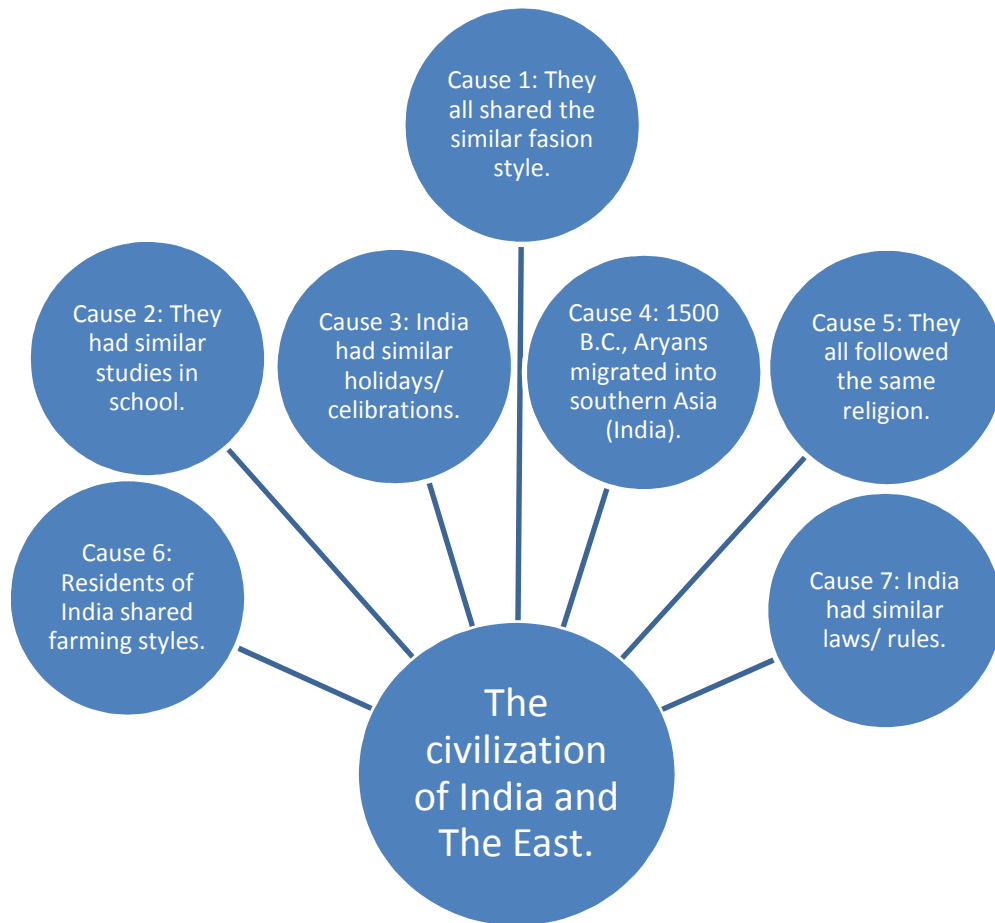 Cause 1: They
all shared the
similar fasion
style.
Cause 2: They
had similar
studies in
school.
Cause 3: India
had similar
holidays/
celibrations.
Cause 4: 1500
B.C., Aryans
migrated into
southern Asia
(India).
Cause 5: They
all followed
the same
religion.
Cause 6:
Residents of
India shared
farming styles.
Cause 7: India
had similar
laws/ rules.
The
civilization
of India and
The East.